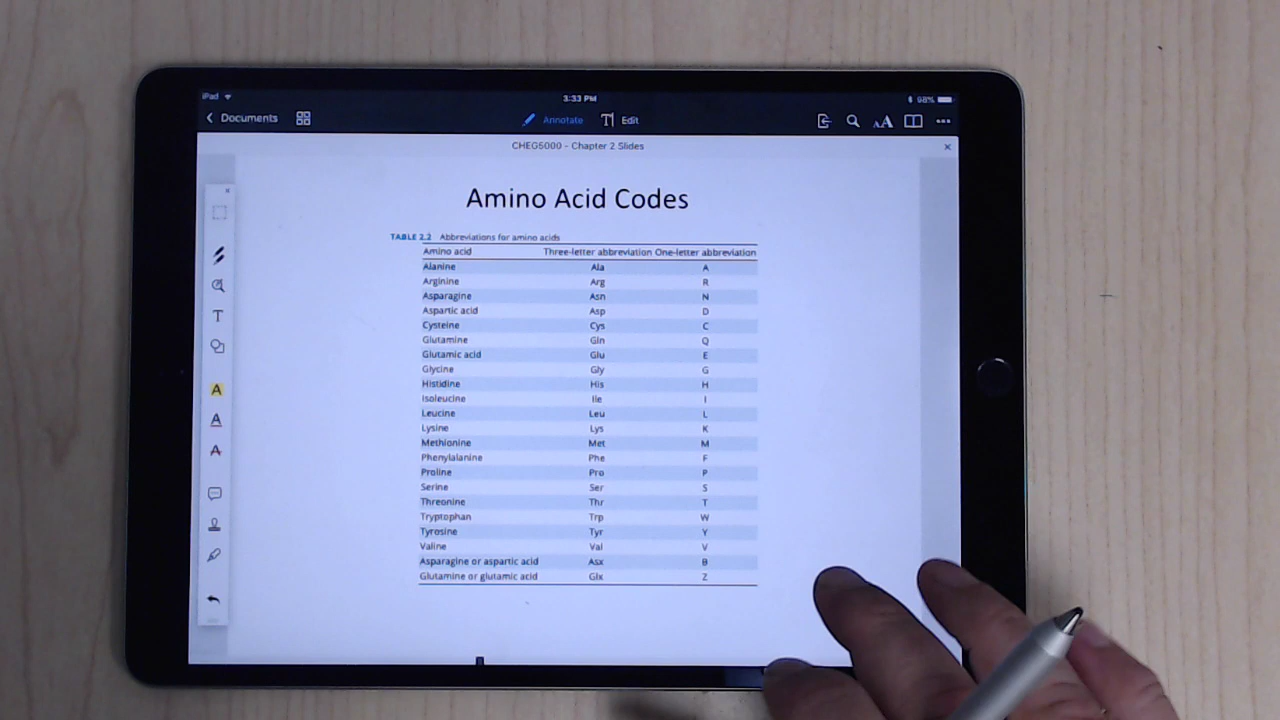 iPad 3:33 PM 98%
Documents Annotate Edit
CHEG5000 - Chapter 2 Slides
Amino Acid Codes
TABLE 2.2 Abbreviations for amino acids
Amino acid Three-letter abbreviation One-letter abbreviation
Alanine Ala A
Arginine Arg R
Asparagine Asn N
Aspartic acid Asp D
Cysteine Cys C
Glutamine Gln Q
Glutamic acid Glu E
Glycine Gly G
Histidine His H
Isoleucine Ile I
Leucine Leu L
Lysine Lys K
Methionine Met M
Phenylalanine Phe F
Proline Pro P
Serine Ser S
Threonine Thr T
Tryptophan Trp W
Tyrosine Tyr Y
Valine Val V
Asparagine or aspartic acid Asx B
Glutamine or glutamic acid Glx Z